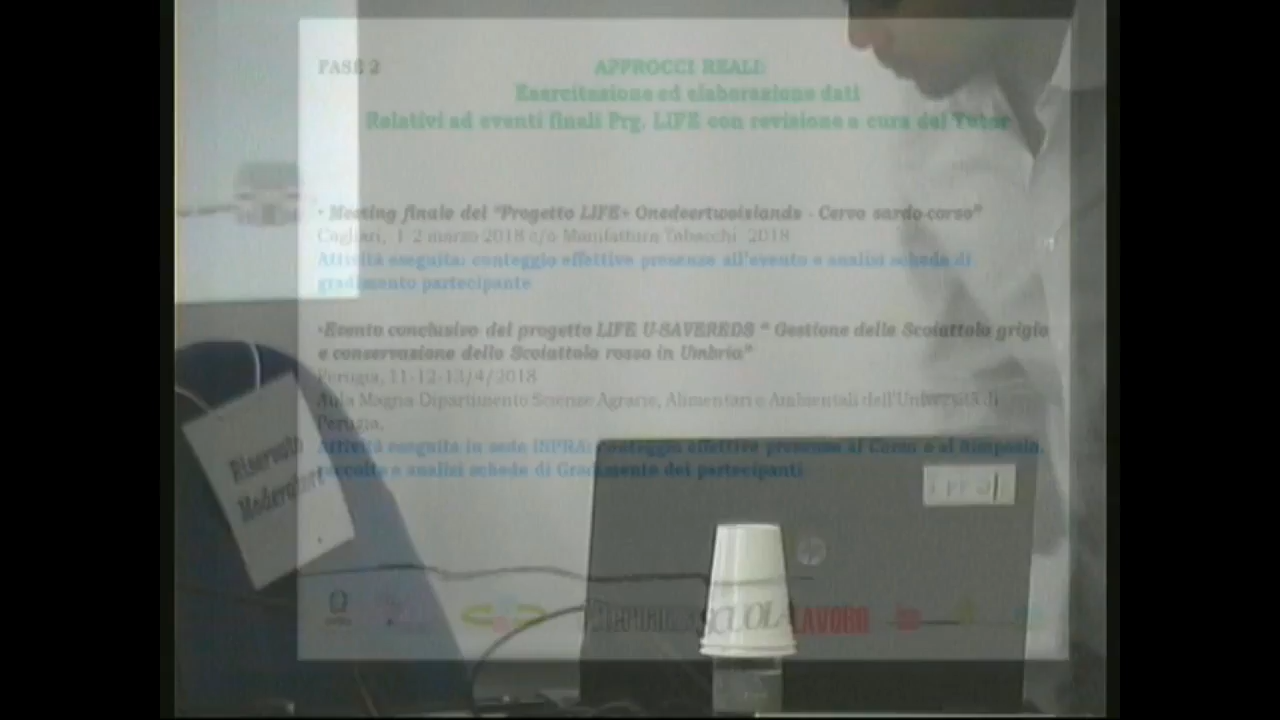 FASE 2
APPROCCI REALI:
Esercitazione ed elaborazione dati
Relativi ad eventi finali Prg. LIFE con revisione a cura del Tutor
• Meeting finale del "Progetto LIFE+ Onedeertwoislands - Cervo sardo-corso"
Cagliari, 1-2 marzo 2018 c/o Manifattura Tabacchi 2018
Attività eseguita: conteggio effettive presenze all'evento e analisi schede di
gradimento partecipante
•Evento conclusivo del progetto LIFE U-SAVEREDS " Gestione dello Scoiattolo grigio
e conservazione dello Scoiattolo rosso in Umbria"
Perugia, 11-12-13/4/2018
Aula Magna Dipartimento Scienze Agrarie, Alimentari e Ambientali dell'Università di
Perugia.
Attività eseguita in sede ISPRA: Conteggio effettive presenze al Corso e al Simposio,
raccolta e analisi schede di Gradimento dei partecipanti
Riservato
Moderatore
hp
SCUOLA LAVORO